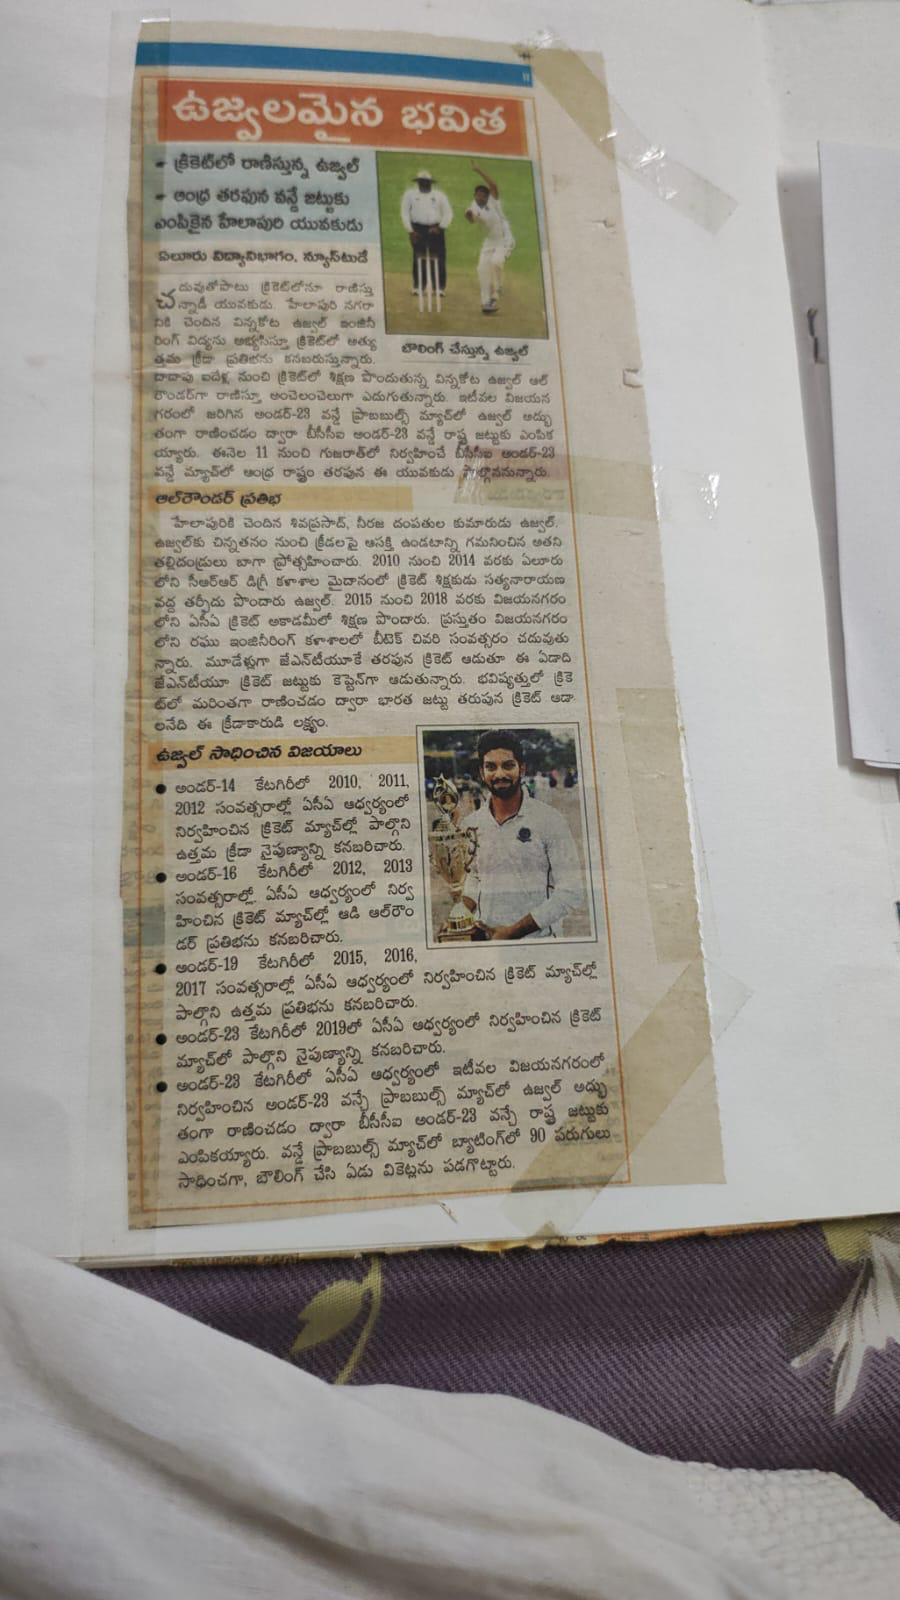 11
ఉజ్వలమైన భవిత
- క్రికెట్‌లో రాణిస్తున్న ఉజ్వల్
- ఆంధ్ర తరపున వన్డే జట్టుకు
ఎంపికైన హేలాపురి యువకుడు
ఏలూరు విద్యావిభాగం, న్యూస్‌టుడే
చదువుతోపాటు క్రికెట్‌లోనూ రాణిస్తు
న్నాడీ యువకుడు. హేలాపురి నగరా
నికి చెందిన విన్నకోట ఉజ్వల్ ఇంజినీ
రింగ్ విద్యను అభ్యసిస్తూ క్రికెట్‌లో అత్యు
త్తమ క్రీడా ప్రతిభను కనబరుస్తున్నారు.
బౌలింగ్ చేస్తున్న ఉజ్వల్
దాదాపు ఐదేళ్ల నుంచి క్రికెట్‌లో శిక్షణ పొందుతున్న విన్నకోట ఉజ్వల్ ఆల్
రౌండర్‌గా రాణిస్తూ అంచెలంచెలుగా ఎదుగుతున్నారు. ఇటీవల విజయన
గరంలో జరిగిన అండర్-23 వన్డే ప్రాబబుల్స్ మ్యాచ్‌లో ఉజ్వల్ అద్భు
తంగా రాణించడం ద్వారా బీసీసీఐ అండర్-23 వన్డే రాష్ట్ర జట్టుకు ఎంపిక
య్యారు. ఈనెల 11 నుంచి గుజరాత్‌లో నిర్వహించే బీసీసీఐ అండర్-23
వన్డే మ్యాచ్‌లో ఆంధ్ర రాష్ట్రం తరపున ఈ యువకుడు పాల్గొననున్నారు.
ఆల్‌రౌండర్ ప్రతిభ
హేలాపురికి చెందిన శివప్రసాద్, నీరజ దంపతుల కుమారుడు ఉజ్వల్.
ఉజ్వల్‌కు చిన్నతనం నుంచి క్రీడలపై ఆసక్తి ఉండటాన్ని గమనించిన అతని
తల్లిదండ్రులు బాగా ప్రోత్సహించారు. 2010 నుంచి 2014 వరకు ఏలూరు
లోని సీఆర్ఆర్ డిగ్రీ కళాశాల మైదానంలో క్రికెట్ శిక్షకుడు సత్యనారాయణ
వద్ద తర్ఫీదు పొందారు ఉజ్వల్. 2015 నుంచి 2018 వరకు విజయనగరం
లోని ఏసీఏ క్రికెట్ అకాడమీలో శిక్షణ పొందారు. ప్రస్తుతం విజయనగరం
లోని రఘు ఇంజినీరింగ్ కళాశాలలో బీటెక్ చివరి సంవత్సరం చదువుతు
న్నారు. మూడేళ్లుగా జేఎన్‌టీయూకే తరపున క్రికెట్ ఆడుతూ ఈ ఏడాది
జేఎన్‌టీయూ క్రికెట్ జట్టుకు కెప్టెన్‌గా ఆడుతున్నారు. భవిష్యత్తులో క్రికె
ట్‌లో మరింతగా రాణించడం ద్వారా భారత జట్టు తరుపున క్రికెట్ ఆడా
లనేది ఈ క్రీడాకారుడి లక్ష్యం.
ఉజ్వల్ సాధించిన విజయాలు
● అండర్-14 కేటగిరీలో 2010, 2011,
2012 సంవత్సరాల్లో ఏసీఏ ఆధ్వర్యంలో
నిర్వహించిన క్రికెట్ మ్యాచ్‌ల్లో పాల్గొని
ఉత్తమ క్రీడా నైపుణ్యాన్ని కనబరిచారు.
● అండర్-16 కేటగిరీలో 2012, 2013
సంవత్సరాల్లో ఏసీఏ ఆధ్వర్యంలో నిర్వ
హించిన క్రికెట్ మ్యాచ్‌ల్లో ఆడి ఆల్‌రౌం
డర్ ప్రతిభను కనబరిచారు.
● అండర్-19 కేటగిరీలో 2015, 2016,
2017 సంవత్సరాల్లో ఏసీఏ ఆధ్వర్యంలో నిర్వహించిన క్రికెట్ మ్యాచ్‌ల్లో
పాల్గొని ఉత్తమ ప్రతిభను కనబరిచారు.
● అండర్-23 కేటగిరీలో 2019లో ఏసీఏ ఆధ్వర్యంలో నిర్వహించిన క్రికెట్
మ్యాచ్‌లో పాల్గొని నైపుణ్యాన్ని కనబరిచారు.
● అండర్-23 కేటగిరీలో ఏసీఏ ఆధ్వర్యంలో ఇటీవల విజయనగరంలో
నిర్వహించిన అండర్-23 వన్డే ప్రాబబుల్స్ మ్యాచ్‌లో ఉజ్వల్ అద్భు
తంగా రాణించడం ద్వారా బీసీసీఐ అండర్-23 వన్డే రాష్ట్ర జట్టుకు
ఎంపికయ్యారు. వన్డే ప్రాబబుల్స్ మ్యాచ్‌లో బ్యాటింగ్‌లో 90 పరుగులు
సాధించగా, బౌలింగ్ చేసి ఏడు వికెట్లను పడగొట్టారు.